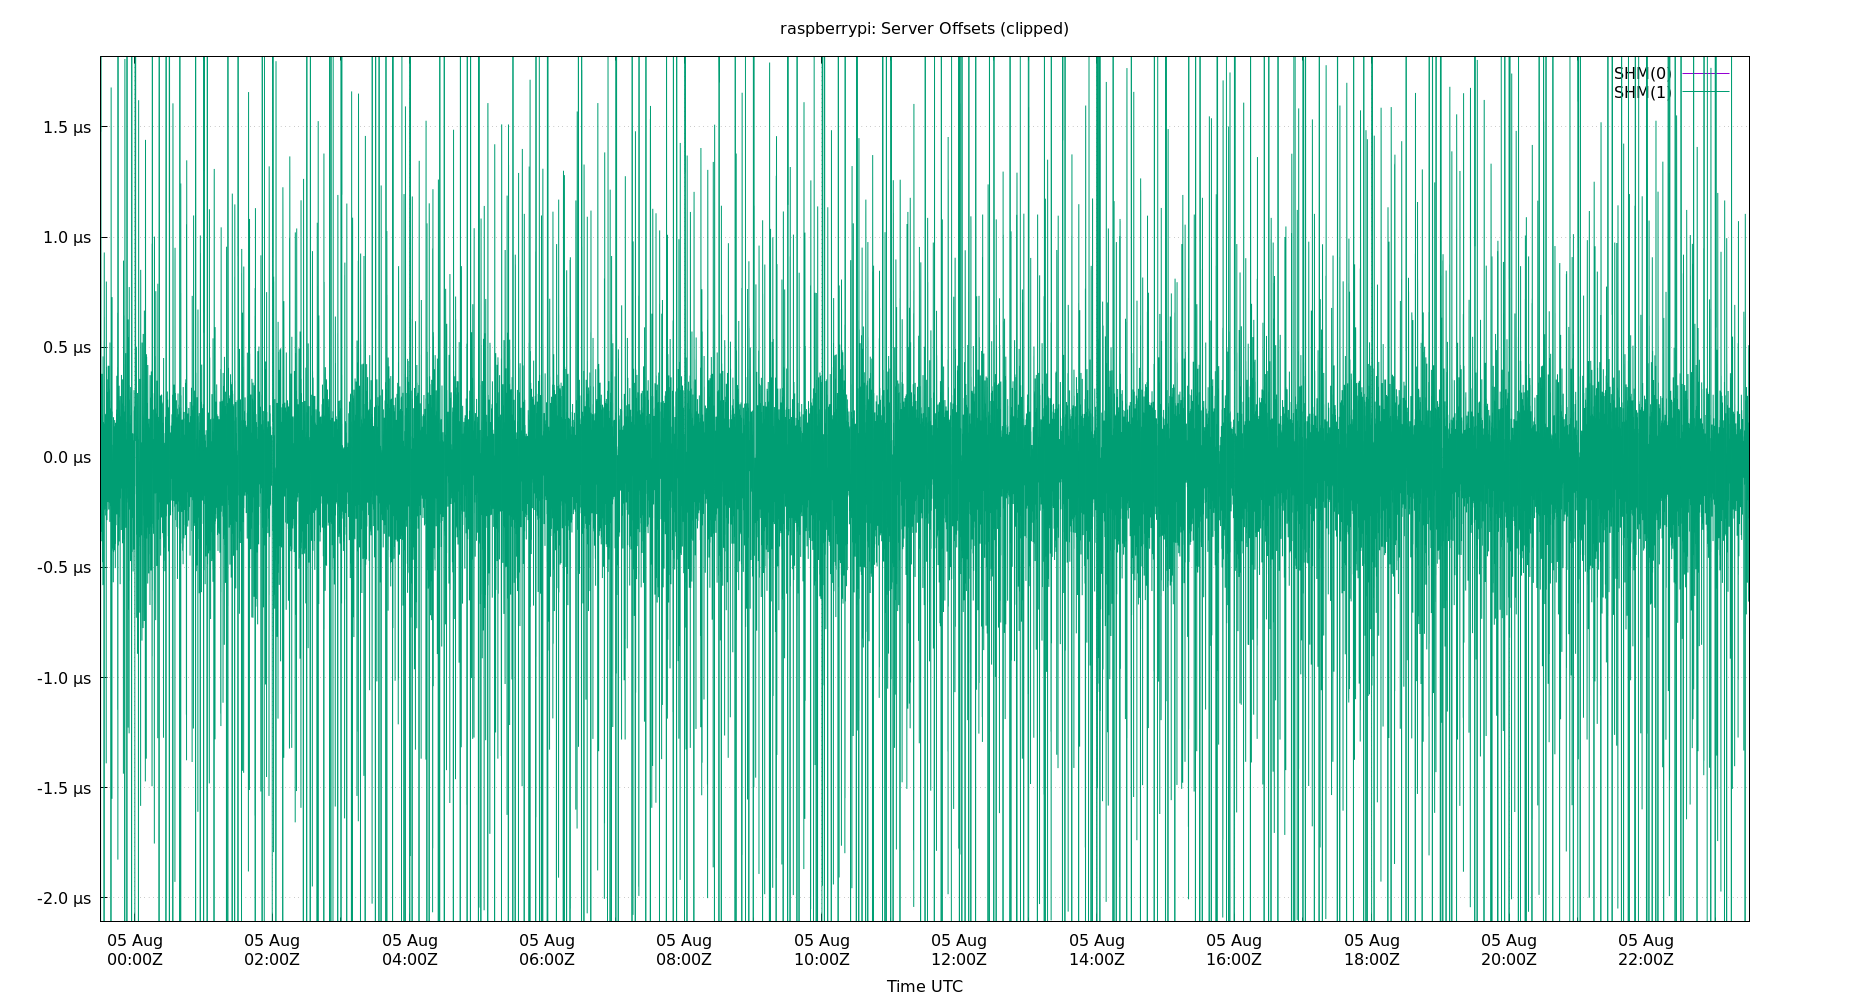 raspberrypi: Server Offsets (clipped)
SHM(0)
SHM(1)
1.5 µs
1.0 µs
0.5 µs
0.0 µs
-0.5 µs
-1.0 µs
-1.5 µs
-2.0 µs
05 Aug 05 Aug 05 Aug 05 Aug 05 Aug 05 Aug 05 Aug 05 Aug 05 Aug 05 Aug 05 Aug 05 Aug
00:00Z 02:00Z 04:00Z 06:00Z 08:00Z 10:00Z 12:00Z 14:00Z 16:00Z 18:00Z 20:00Z 22:00Z
Time UTC